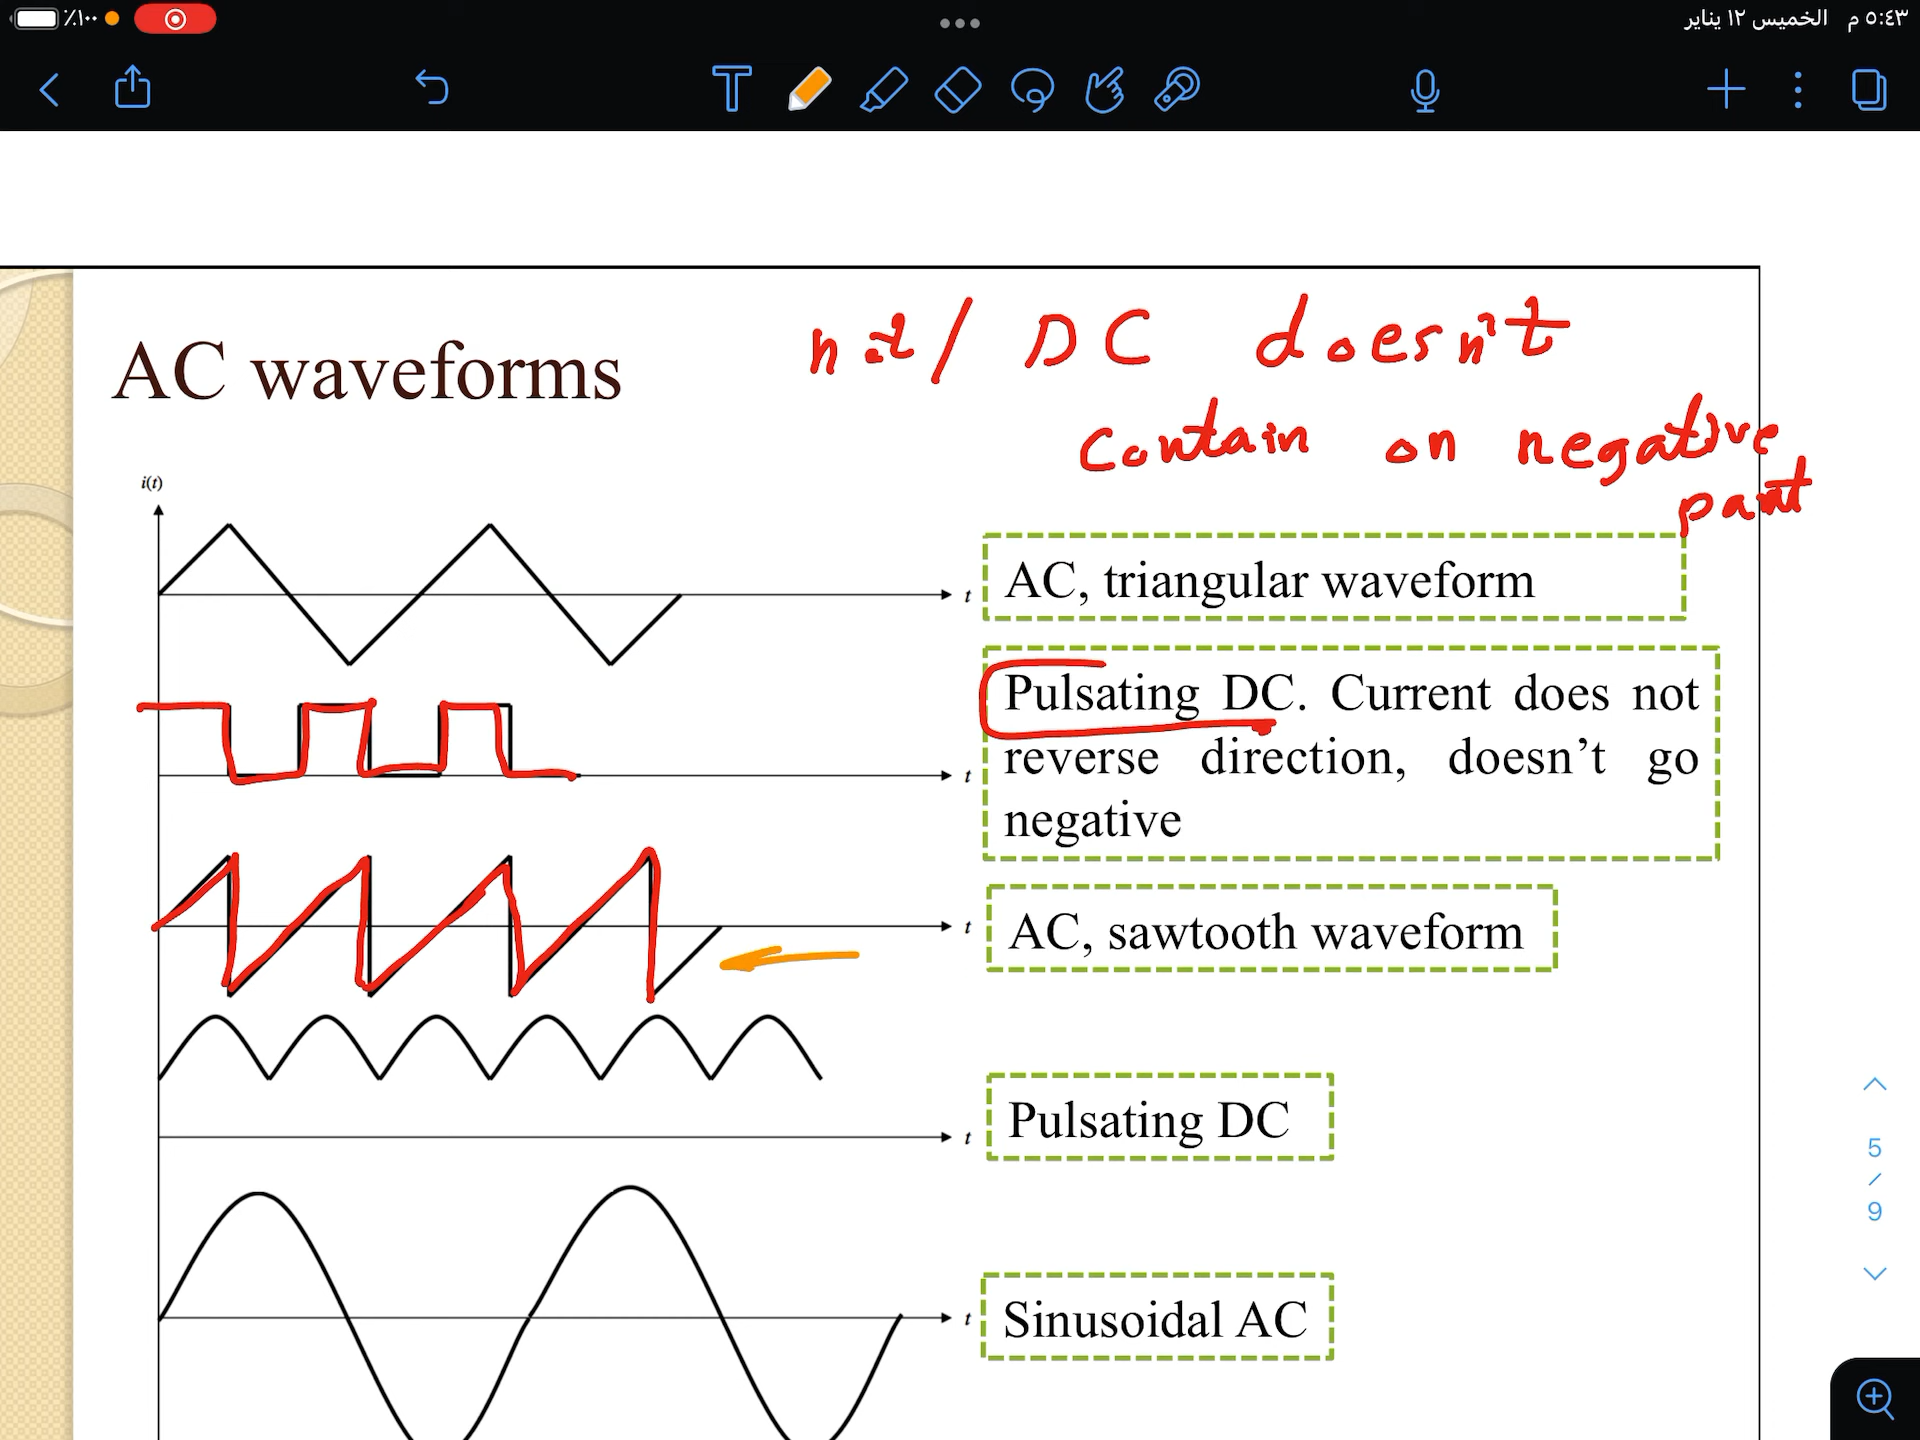 ٪١٠٠
٥:٤٣ م الخميس ١٢ يناير
AC waveforms
not/ DC doesn't
contain on negative
part
i(t)
t
AC, triangular waveform
Pulsating DC. Current does not
reverse direction, doesn't go
negative
t
t
AC, sawtooth waveform
t
Pulsating DC
t
Sinusoidal AC
5
/
9